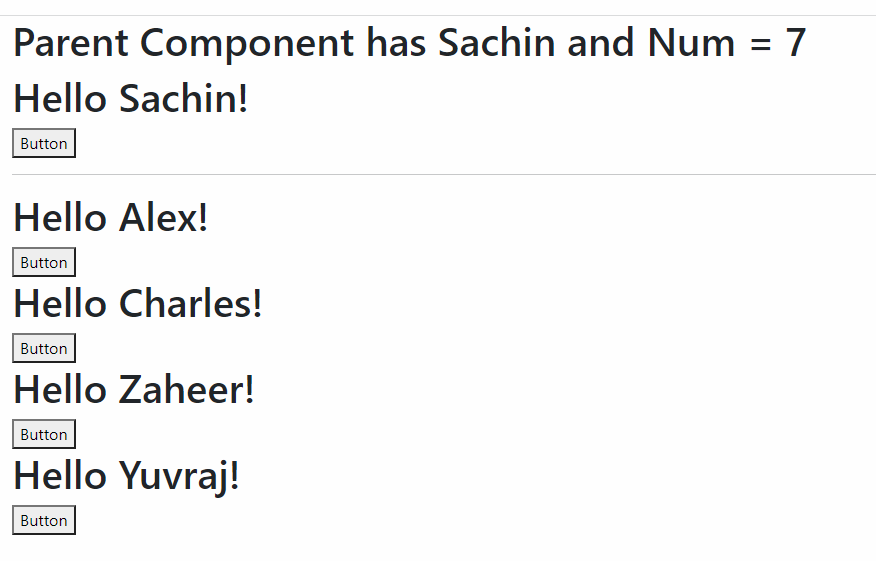 Parent Component has Sachin and Num = 7
Hello Sachin!
Button
Hello Alex!
Button
Hello Charles!
Button
Hello Zaheer!
Button
Hello Yuvraj!
Button